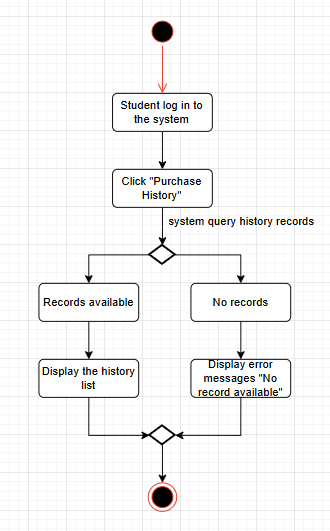 Student log in to
the system
Click "Purchase
History"
system query history records
Records available
No records
Display the history
list
Display error
messages "No
record available"